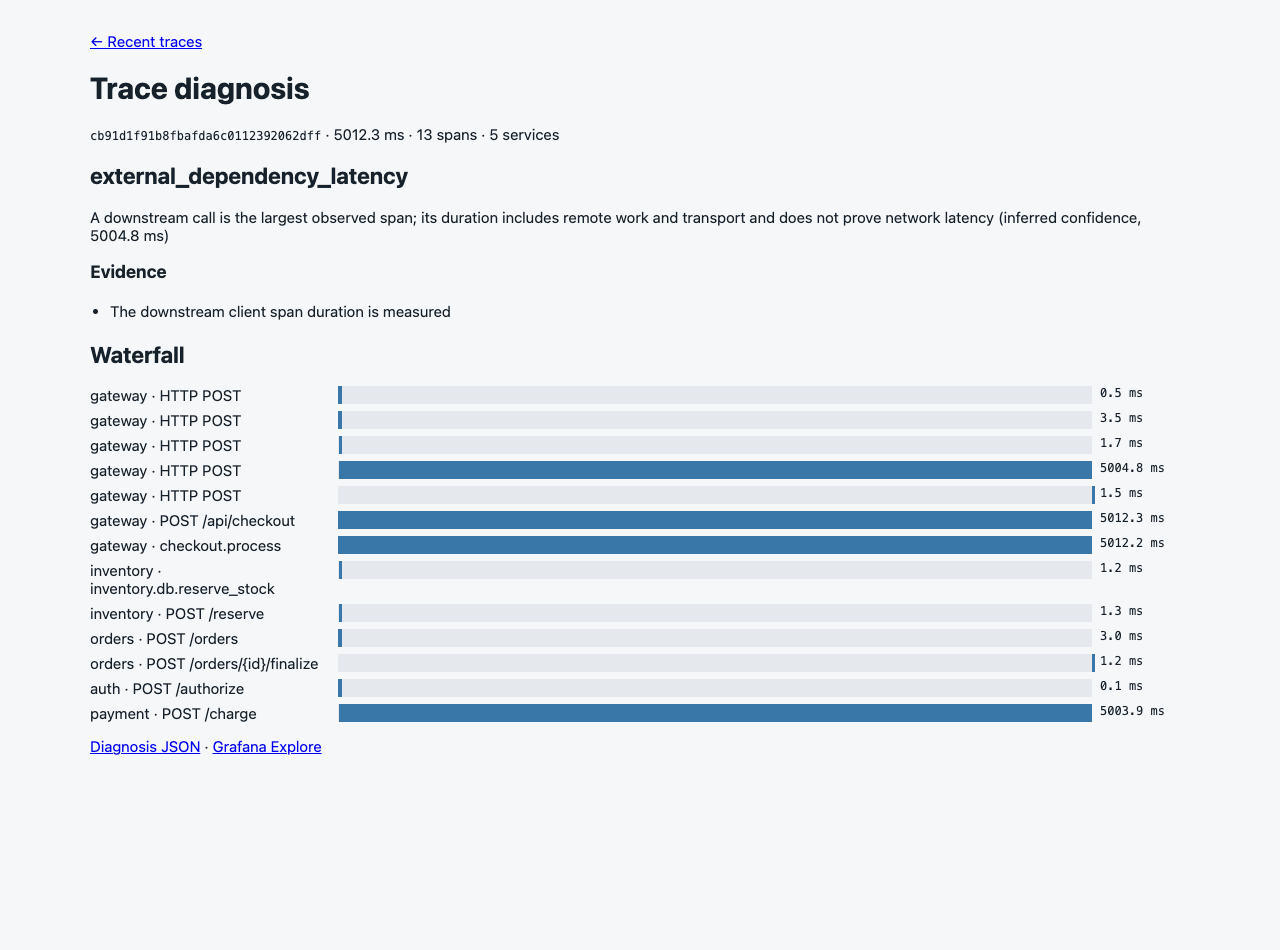 ← Recent traces
Trace diagnosis
cb91d1f91b8fbafda6c0112392062dff · 5012.3 ms · 13 spans · 5 services
external_dependency_latency
A downstream call is the largest observed span; its duration includes remote work and transport and does not prove network latency (inferred confidence,
5004.8 ms)
Evidence
• The downstream client span duration is measured
Waterfall
gateway · HTTP POST 0.5 ms
gateway · HTTP POST 3.5 ms
gateway · HTTP POST 1.7 ms
gateway · HTTP POST 5004.8 ms
gateway · HTTP POST 1.5 ms
gateway · POST /api/checkout 5012.3 ms
gateway · checkout.process 5012.2 ms
inventory · 1.2 ms
inventory.db.reserve_stock
inventory · POST /reserve 1.3 ms
orders · POST /orders 3.0 ms
orders · POST /orders/{id}/finalize 1.2 ms
auth · POST /authorize 0.1 ms
payment · POST /charge 5003.9 ms
Diagnosis JSON · Grafana Explore